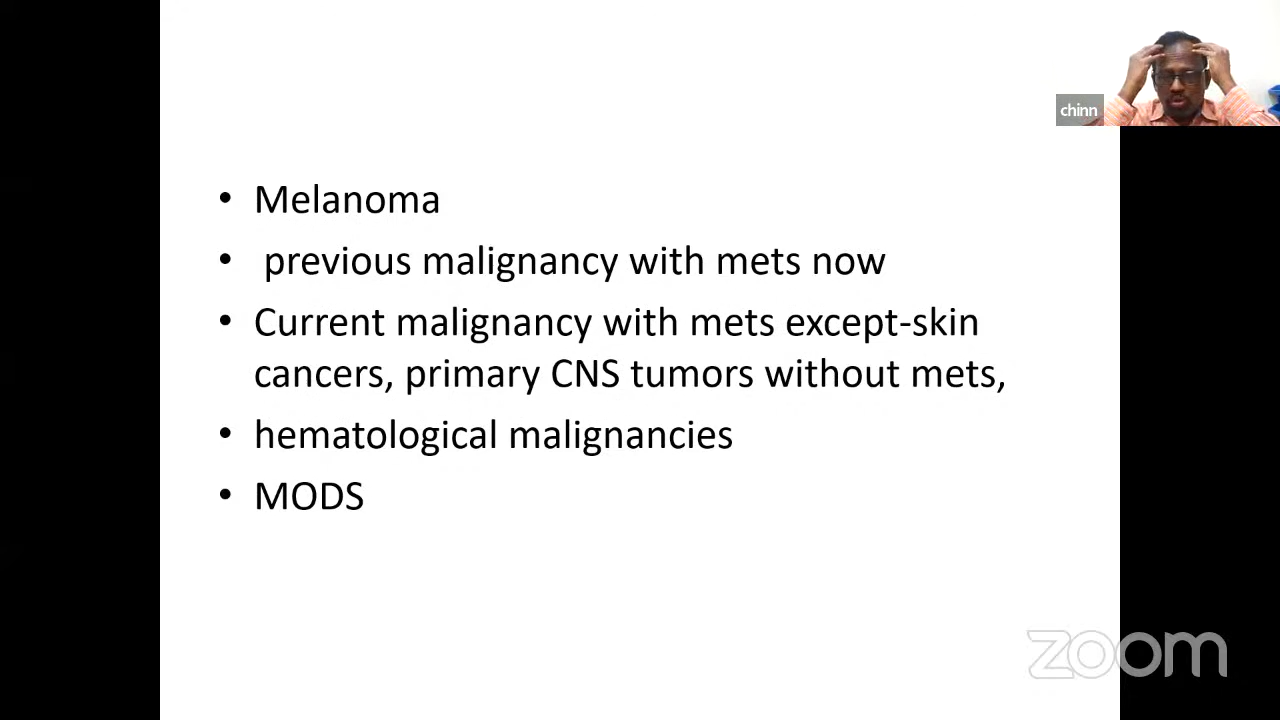 chinn
• Melanoma
• previous malignancy with mets now
• Current malignancy with mets except-skin
cancers, primary CNS tumors without mets,
• hematological malignancies
• MODS
zoom